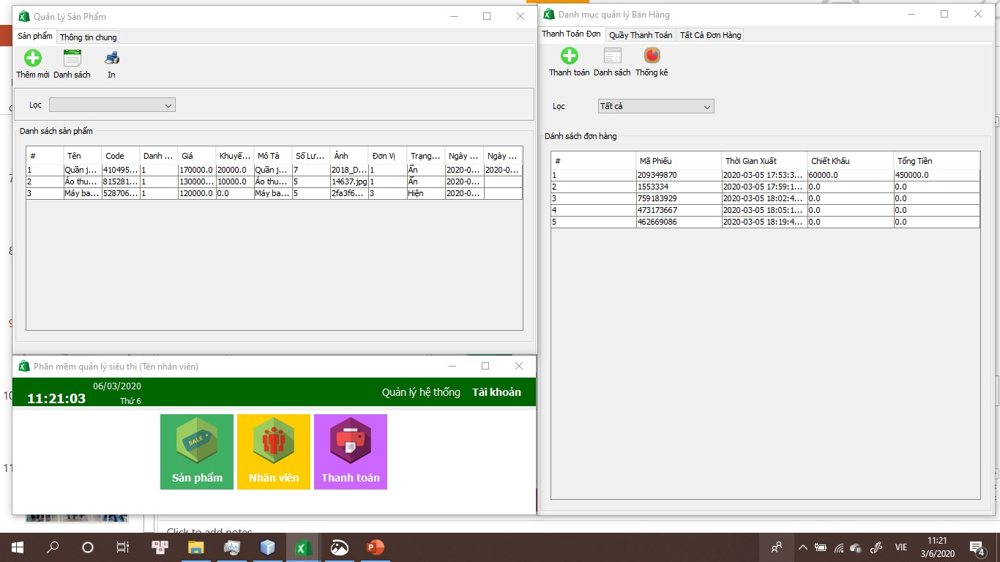 Quản Lý Sản Phẩm
Sản phẩm Thông tin chung
Thêm mới Danh sách In
Lọc
Danh sách sản phẩm
# Tên Code Danh ... Giá Khuyế... Mô Tả Số Lư... Ảnh Đơn Vị Trạng... Ngày ... Ngày ...
1 Quần j... 410495... 1 170000.0 20000.0 Quần j... 7 2018_D... 1 Ẩn 2020-0... 2020-0...
2 Áo thu... 815281... 1 130000... 10000.0 Áo thu... 5 14637.jpg 1 Ẩn 2020-0...
3 Máy ba... 528706... 1 120000.0 0.0 Máy ba... 5 2fa3f6... 3 Hiện 2020-0...
Danh mục quản lý Bán Hàng
Thanh Toán Đơn Quầy Thanh Toán Tất Cả Đơn Hàng
Thanh toán Danh sách Thống kê
Lọc Tất cả
Dánh sách đơn hàng
# Mã Phiếu Thời Gian Xuất Chiết Khấu Tổng Tiền
1 209349870 2020-03-05 17:53:3... 60000.0 450000.0
2 1553334 2020-03-05 17:59:1... 0.0 0.0
3 759183929 2020-03-05 18:02:4... 0.0 0.0
4 473173667 2020-03-05 18:05:1... 0.0 0.0
5 462669086 2020-03-05 18:19:4... 0.0 0.0
Phần mềm quản lý siêu thị (Tên nhân viên)
11:21:03 06/03/2020
Thứ 6
Quản lý hệ thống Tài khoản
SALE
Sản phẩm Nhân viên Thanh toán
7
8
9
10
11
Click to add notes
VIE
11:21
3/6/2020
4